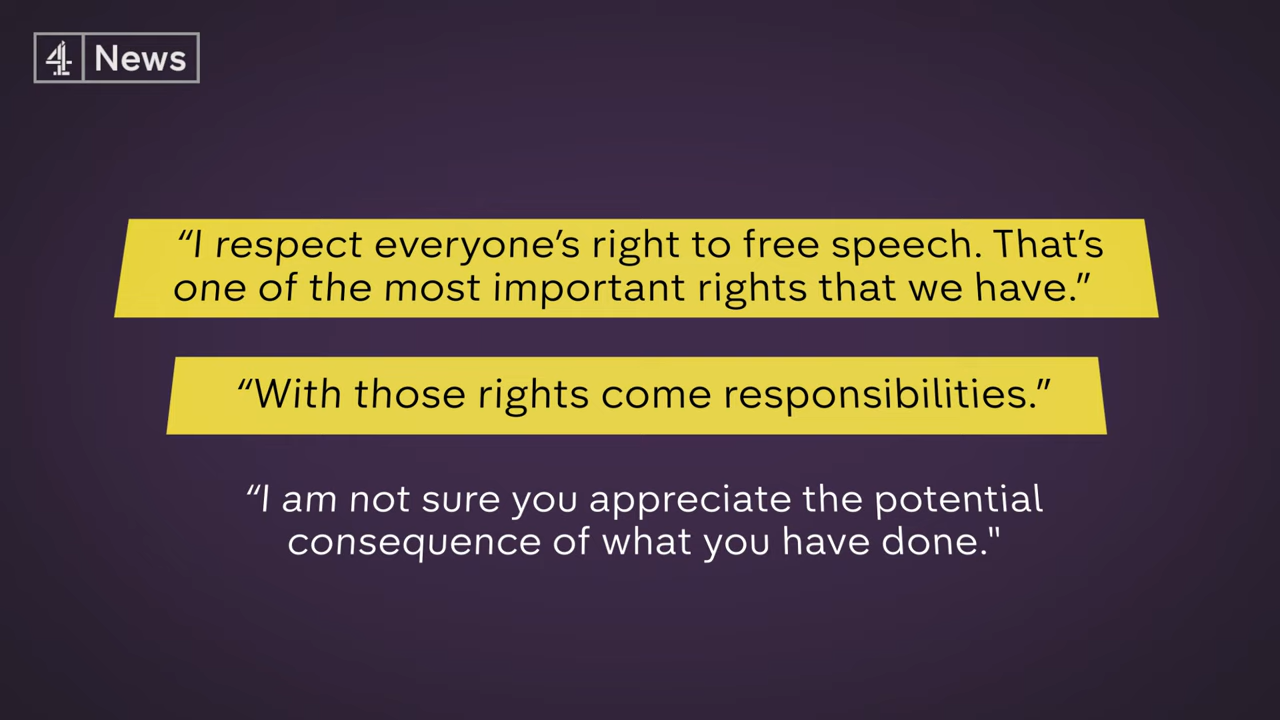 4 News
“I respect everyone’s right to free speech. That’s
one of the most important rights that we have.”
“With those rights come responsibilities.”
“I am not sure you appreciate the potential
consequence of what you have done."